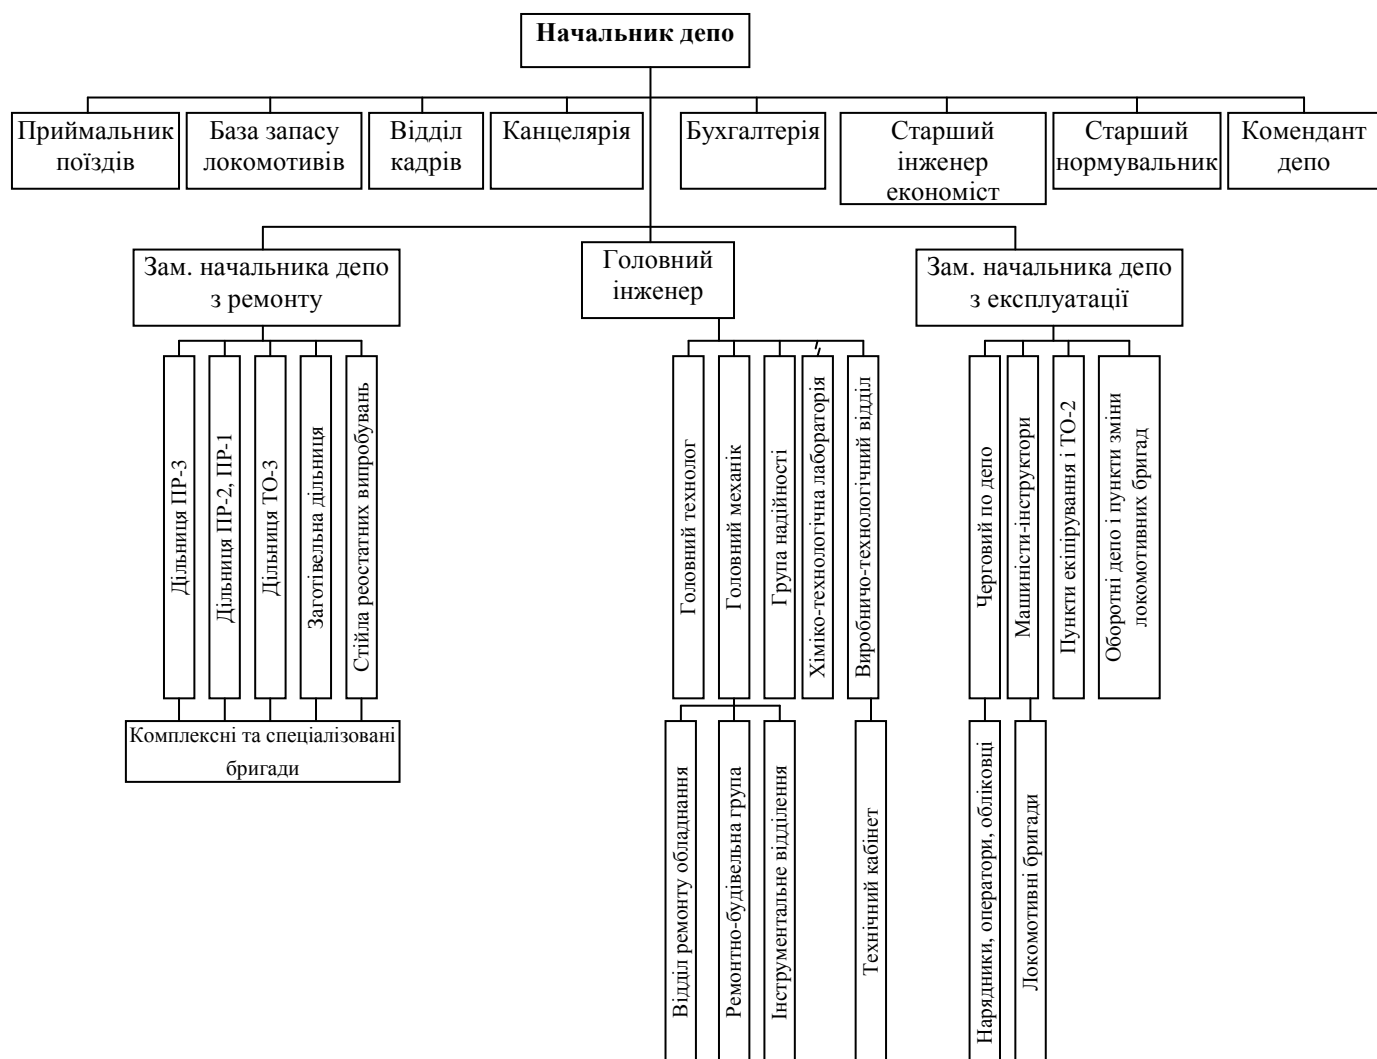 Начальник депо
Приймальник
поїздів
База запасу
локомотивів
Відділ
кадрів
Канцелярія
Бухгалтерія
Старший
інженер
економіст
Старший
нормувальник
Комендант
депо
Зам. начальника депо
з ремонту
Головний
інженер
Зам. начальника депо
з експлуатації
Дільниця ПР-3
Дільниця ПР-2, ПР-1
Дільниця ТО-3
Заготівельна дільниця
Стійла реостатних випробувань
Головний технолог
Головний механік
Група надійності
Хіміко-технологічна лабораторія
Виробничо-технологічний відділ
Черговий по депо
Машиністи-інструктори
Пункти екіпірування і ТО-2
Оборотні депо і пункти зміни
локомотивних бригад
Комплексні та спеціалізовані
бригади
Відділ ремонту обладнання
Ремонтно-будівельна група
Інструментальне відділення
Технічний кабінет
Нарядники, оператори, обліковці
Локомотивні бригади